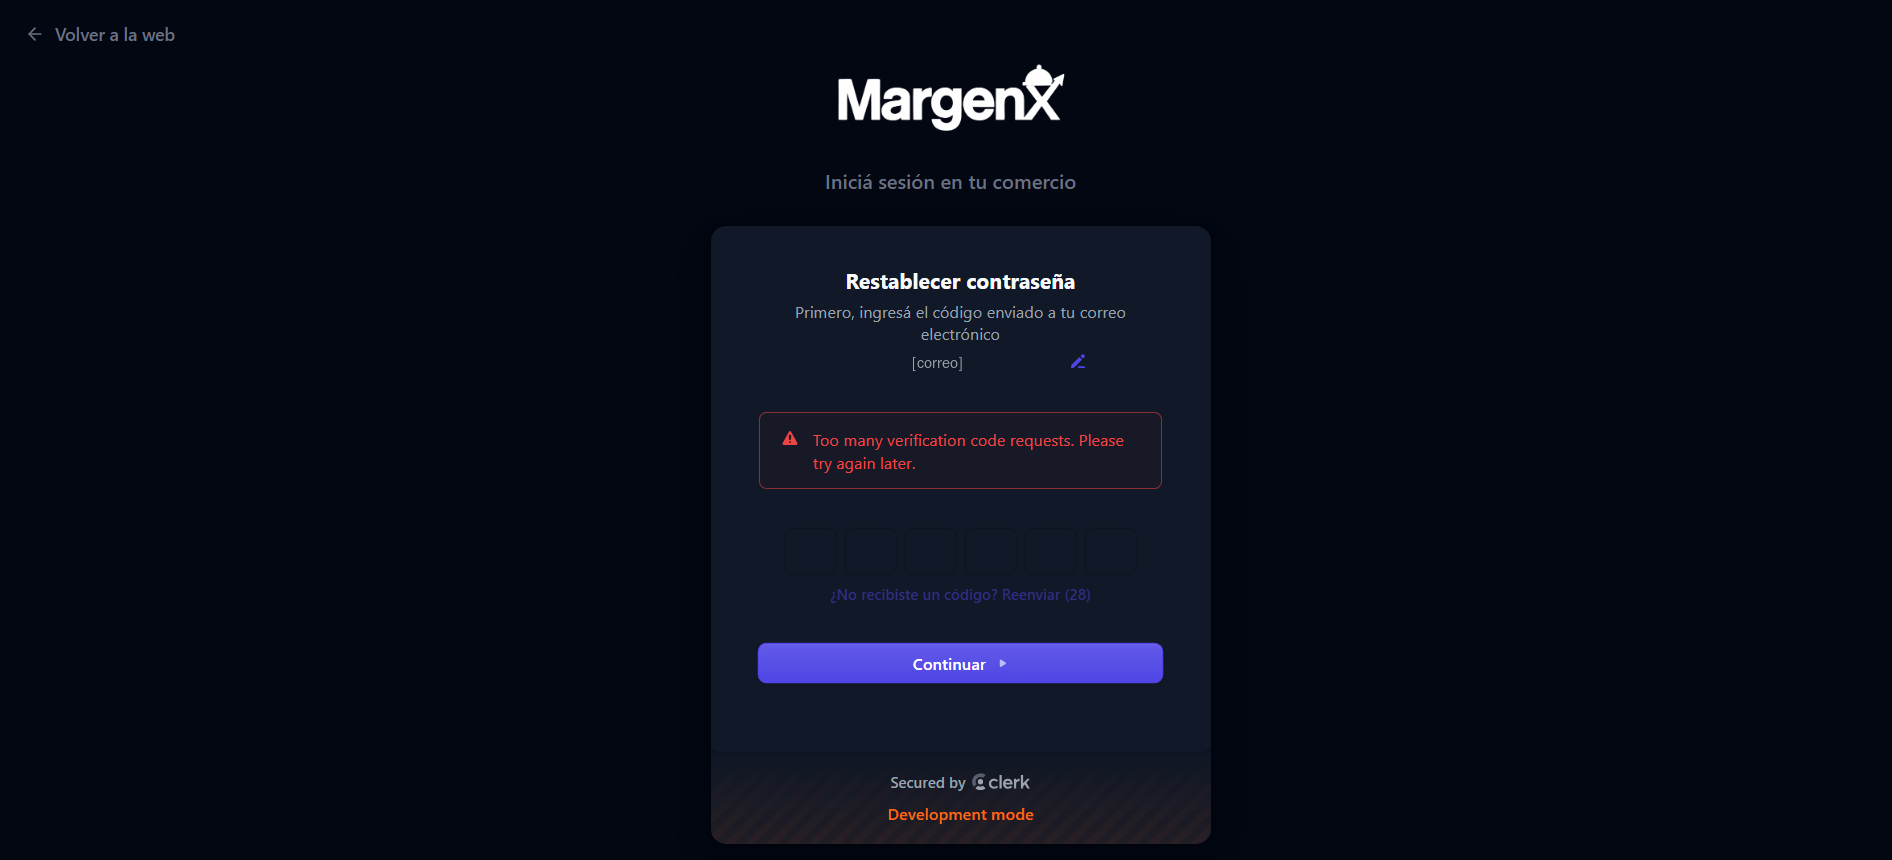 Volver a la web
MargenX
Iniciá sesión en tu comercio
Restablecer contraseña
Primero, ingresá el código enviado a tu correo
electrónico
[correo]
Too many verification code requests. Please
try again later.
¿No recibiste un código? Reenviar (28)
Continuar
Secured by clerk
Development mode